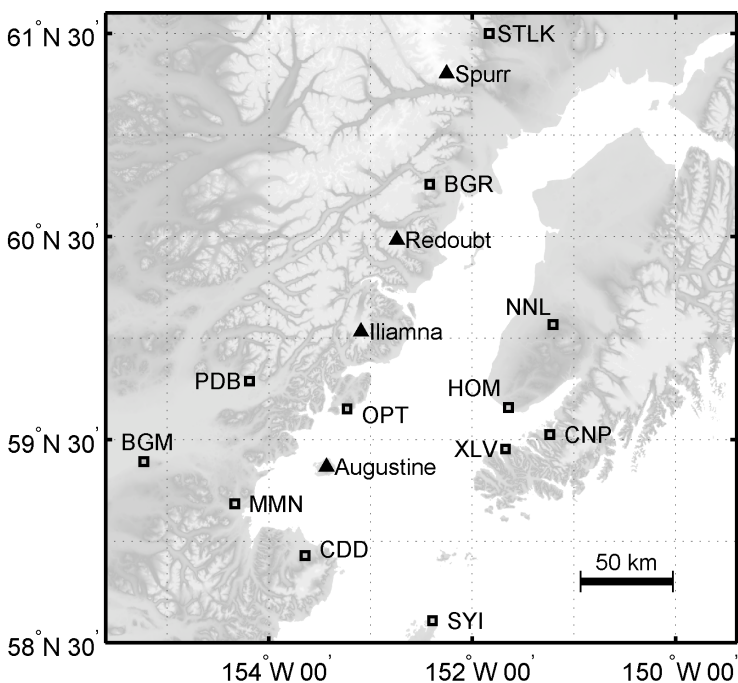 61°N 30'
STLK
Spurr
BGR
60°N 30'
Redoubt
NNL
Iliamna
PDB
HOM
OPT
59°N 30'
CNP
BGM
XLV
Augustine
MMN
CDD
50 km
SYI
58°N 30'
154°W 00'
152°W 00'
150°W 00'